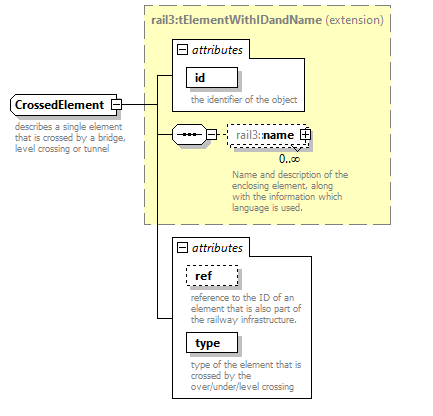 rail3:tElementWithIDandName (extension)
attributes
id
the identifier of the object
CrossedElement
describes a single element
that is crossed by a bridge,
level crossing or tunnel
rail3:name
0..∞
Name and description of the
enclosing element, along
with the information which
language is used.
attributes
ref
reference to the ID of an
element that is also part of
the railway infrastructure.
type
type of the element that is
crossed by the
over/under/level crossing